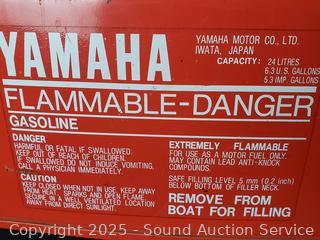 YAMAHA
YAMAHA MOTOR CO., LTD.
IWATA, JAPAN
CAPACITY: 24 LITRES
6.3 U.S. GALLONS
5.3 IMP. GALLONS
FLAMMABLE-DANGER
GASOLINE
DANGER
HARMFUL OR FATAL IF SWALLOWED.
KEEP OUT OF REACH OF CHILDREN.
IF SWALLOWED DO NOT INDUCE VOMITING.
CALL A PHYSICIAN IMMEDIATELY.
CAUTION
KEEP CLOSED WHEN NOT IN USE. KEEP AWAY
FROM HEAT, SPARKS AND OPEN FLAME
SECURE IN A WELL VENTILATED LOCATION
AWAY FROM DIRECT SUNLIGHT.
EXTREMELY FLAMMABLE
FOR USE AS A MOTOR FUEL ONLY.
MAY CONTAIN LEAD ANTI-KNOCK
COMPOUNDS.
SAFE FILLING LEVEL 5 mm (0.2 inch)
BELOW BOTTOM OF FILLER NECK.
REMOVE FROM
BOAT FOR FILLING
Copyright 2025 - Sound Auction Service